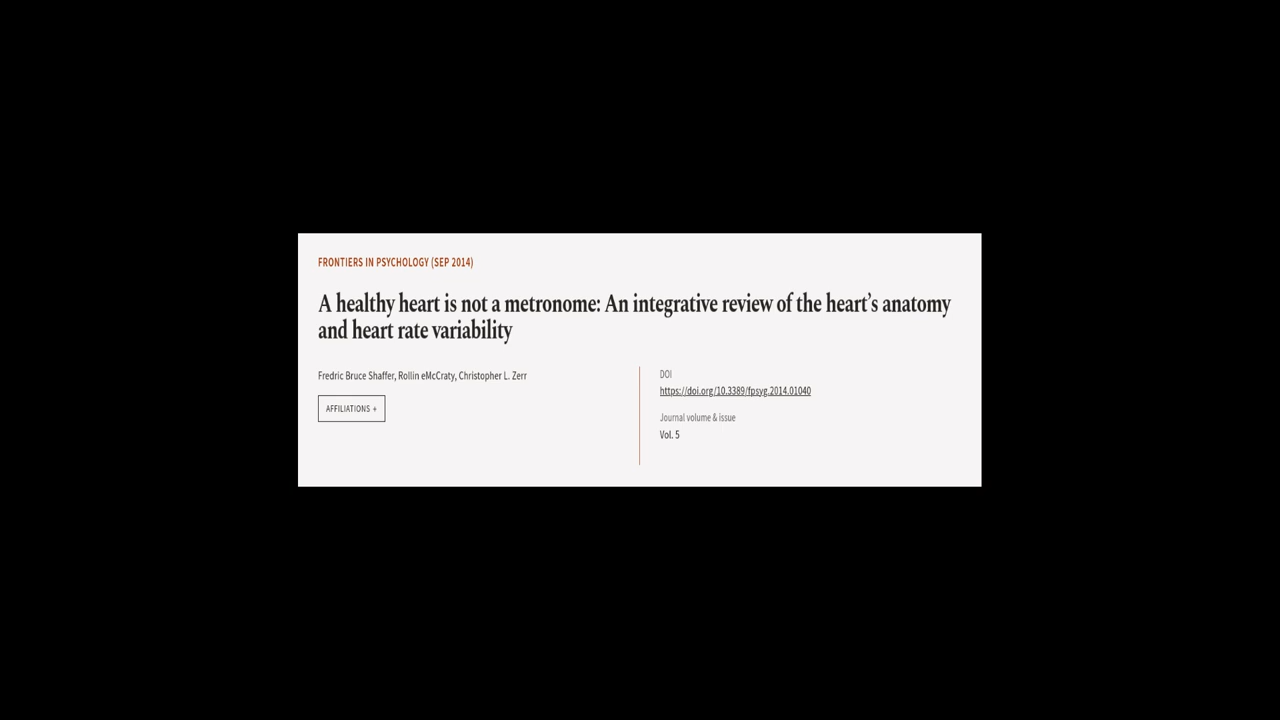 FRONTIERS IN PSYCHOLOGY (SEP 2014)
A healthy heart is not a metronome: An integrative review of the heart’s anatomy
and heart rate variability
Fredric Bruce Shaffer, Rollin eMcCraty, Christopher L. Zerr
AFFILIATIONS +
DOI
https://doi.org/10.3389/fpsyg.2014.01040
Journal volume & issue
Vol. 5